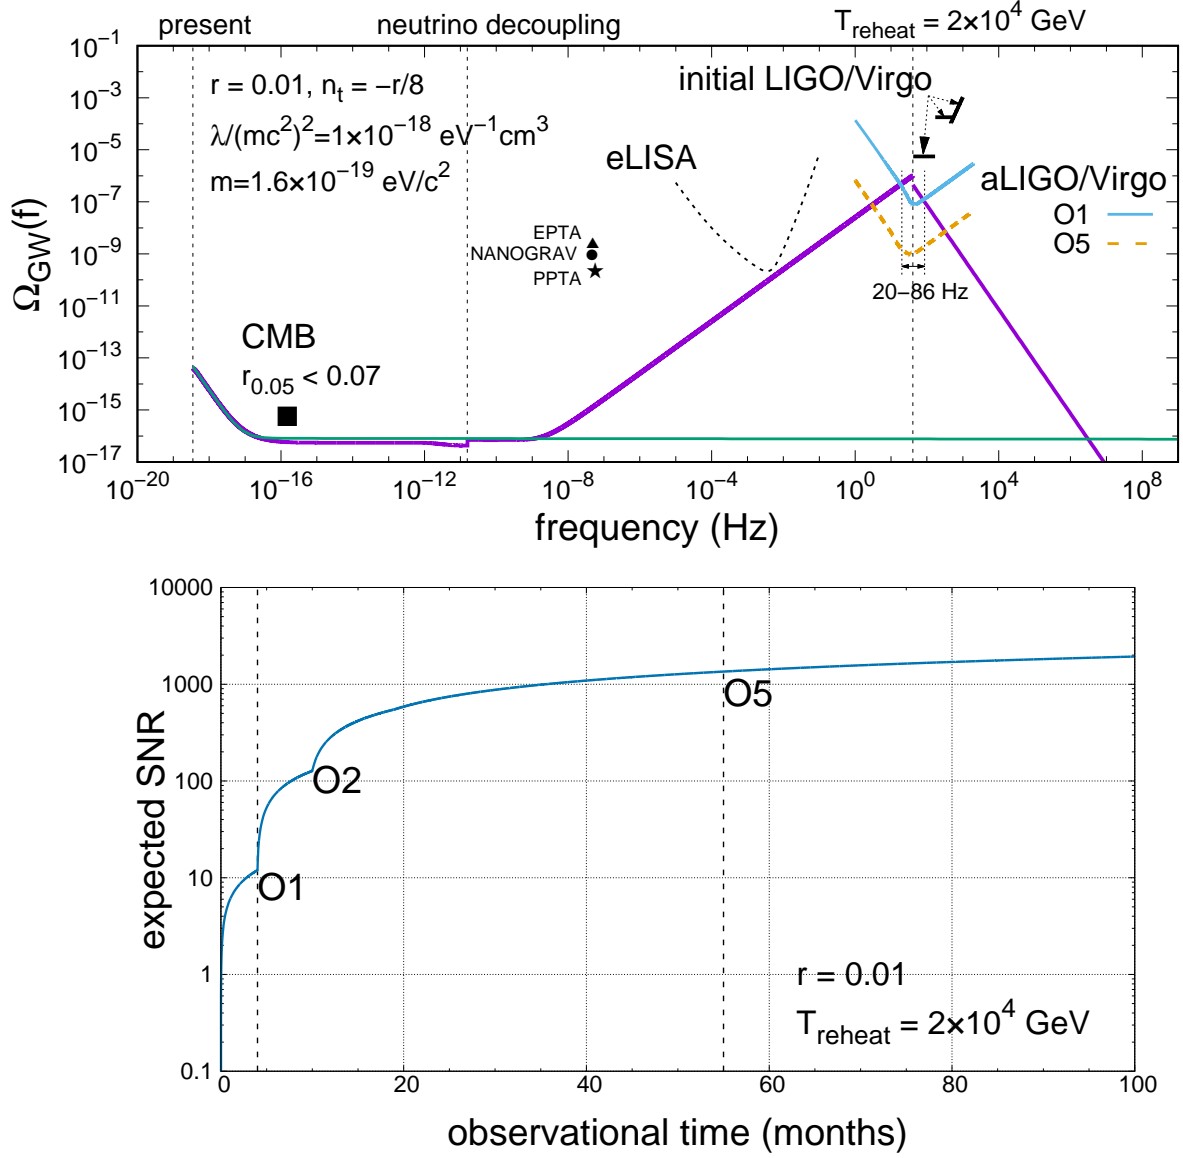 present
neutrino decoupling
T_reheat = 2×10^4 GeV
10^−1
10^−3
10^−5
10^−7
10^−9
10^−11
10^−13
10^−15
10^−17
Ω_GW(f)
r = 0.01, n_t = −r/8
λ/(mc^2)^2=1×10^−18 eV^−1cm^3
m=1.6×10^−19 eV/c^2
initial LIGO/Virgo
eLISA
aLIGO/Virgo
O1
O5
EPTA
NANOGRAV
PPTA
20−86 Hz
CMB
r_0.05 < 0.07
10^−20
10^−16
10^−12
10^−8
10^−4
10^0
10^4
10^8
frequency (Hz)
10000
1000
100
10
1
0.1
expected SNR
O1
O2
O5
r = 0.01
T_reheat = 2×10^4 GeV
0
20
40
60
80
100
observational time (months)